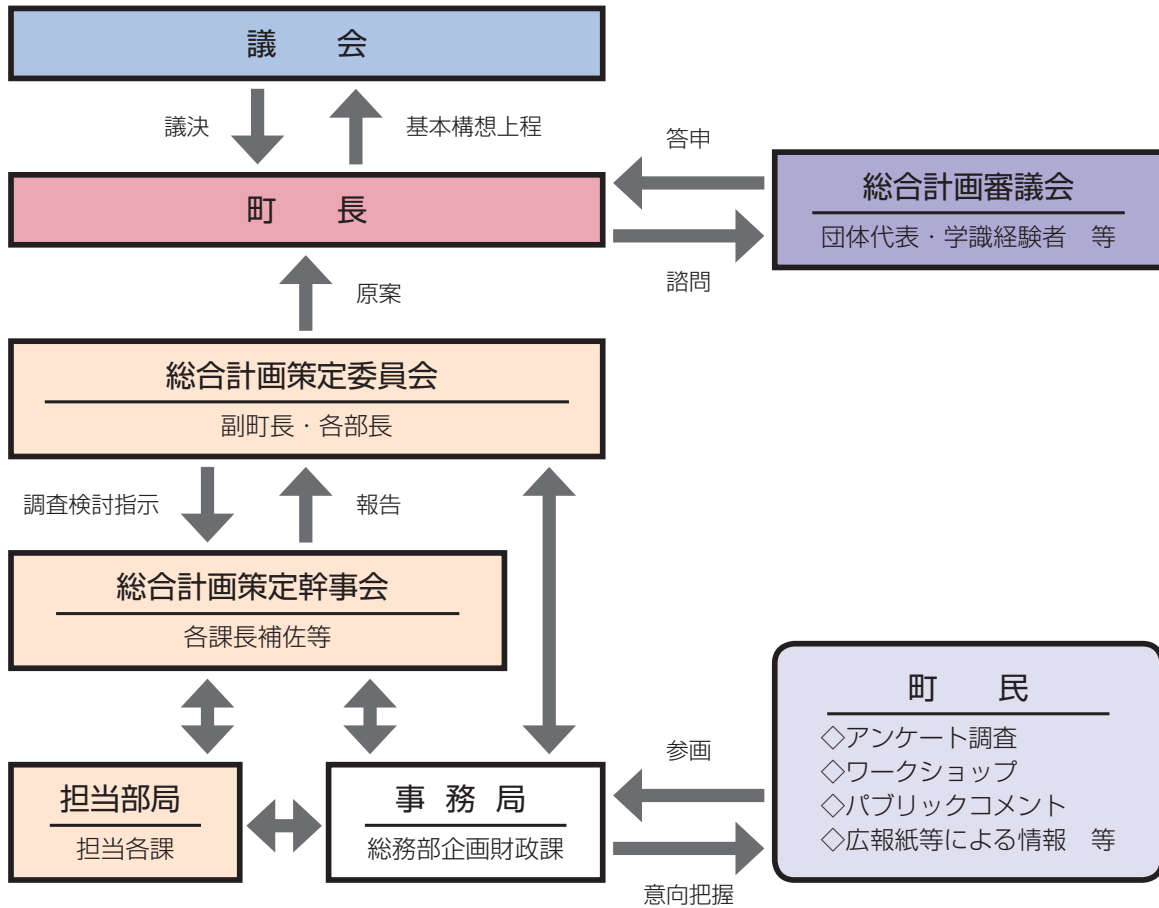 議　会
議決
基本構想上程
町　長
答申
総合計画審議会
団体代表・学識経験者　等
諮問
原案
総合計画策定委員会
副町長・各部長
調査検討指示
報告
総合計画策定幹事会
各課長補佐等
担当部局
担当各課
事 務 局
総務部企画財政課
参画
意向把握
町　民
◇アンケート調査
◇ワークショップ
◇パブリックコメント
◇広報紙等による情報　等